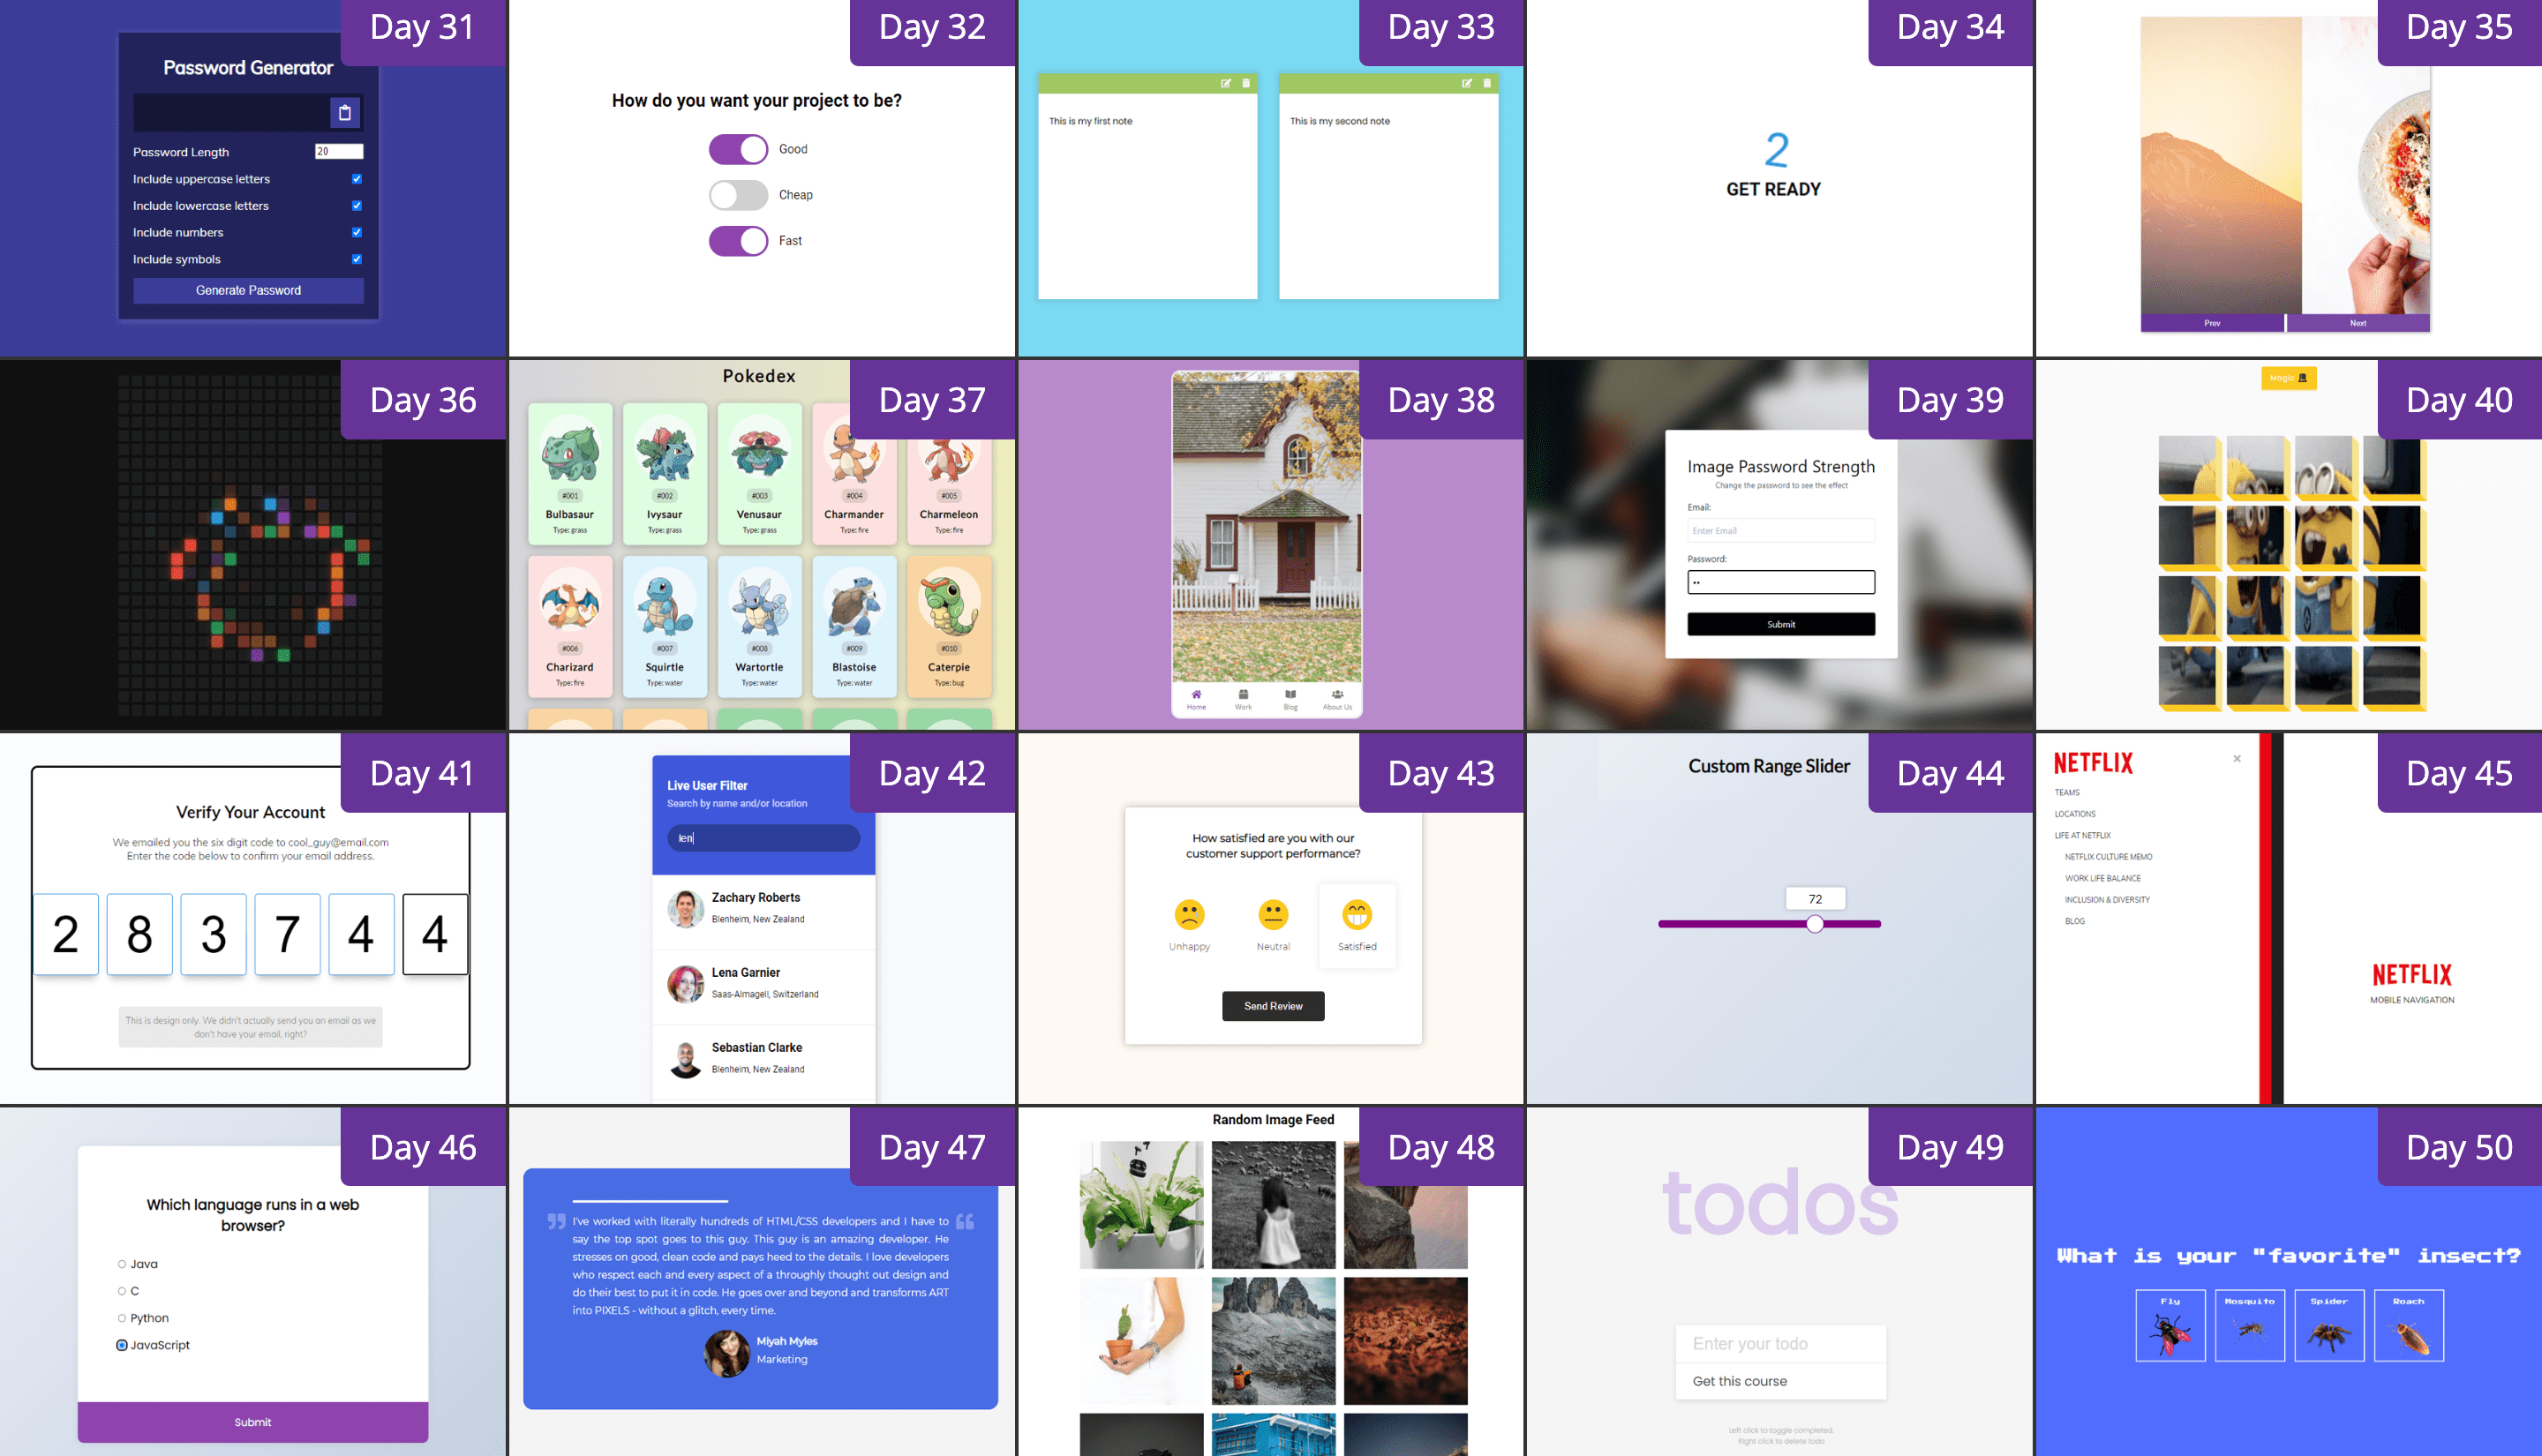 Day 31
Password Generator
Password Length
20
Include uppercase letters
Include lowercase letters
Include numbers
Include symbols
Generate Password
Day 32
How do you want your project to be?
Good
Cheap
Fast
Day 33
This is my first note
This is my second note
Day 34
2
GET READY
Day 35
Prev
Next
Day 36
Day 37
Pokedex
#001
Bulbasaur
Type: grass
#002
Ivysaur
Type: grass
#003
Venusaur
Type: grass
#004
Charmander
Type: fire
#005
Charmeleon
Type: fire
#006
Charizard
Type: fire
#007
Squirtle
Type: water
#008
Wartortle
Type: water
#009
Blastoise
Type: water
#010
Caterpie
Type: bug
Day 38
Home
Work
Blog
About Us
Day 39
Image Password Strength
Change the password to see the effect
Email:
Enter Email
Password:
Submit
Day 40
Magic
Day 41
Verify Your Account
We emailed you the six digit code to cool_guy@email.com
Enter the code below to confirm your email address.
2 8 3 7 4 4
This is design only. We didn't actually send you an email as we
don't have your email, right?
Day 42
Live User Filter
Search by name and/or location
len
Zachary Roberts
Blenheim, New Zealand
Lena Garnier
Saas-Almagell, Switzerland
Sebastian Clarke
Blenheim, New Zealand
Day 43
How satisfied are you with our
customer support performance?
Unhappy
Neutral
Satisfied
Send Review
Day 44
Custom Range Slider
72
Day 45
NETFLIX
TEAMS
LOCATIONS
LIFE AT NETFLIX
NETFLIX CULTURE MEMO
WORK LIFE BALANCE
INCLUSION & DIVERSITY
BLOG
NETFLIX
MOBILE NAVIGATION
Day 46
Which language runs in a web
browser?
Java
C
Python
JavaScript
Submit
Day 47
I've worked with literally hundreds of HTML/CSS developers and I have to
say the top spot goes to this guy. This guy is an amazing developer. He
stresses on good, clean code and pays heed to the details. I love developers
who respect each and every aspect of a throughly thought out design and
do their best to put it in code. He goes over and beyond and transforms ART
into PIXELS - without a glitch, every time.
Miyah Myles
Marketing
Day 48
Random Image Feed
Day 49
todos
Enter your todo
Get this course
Left click to toggle completed.
Right click to delete todo
Day 50
What is your "favorite" insect?
Fly
Mosquito
Spider
Roach